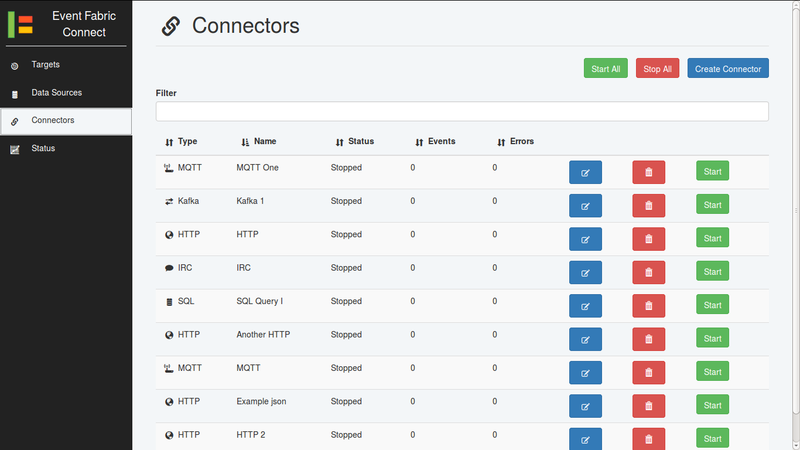 Event Fabric
Connect
Targets
Data Sources
Connectors
Status
Connectors
Start All Stop All Create Connector
Filter
Type Name Status Events Errors
MQTT MQTT One Stopped 0 0 Start
Kafka Kafka 1 Stopped 0 0 Start
HTTP HTTP Stopped 0 0 Start
IRC IRC Stopped 0 0 Start
SQL SQL Query I Stopped 0 0 Start
HTTP Another HTTP Stopped 0 0 Start
MQTT MQTT Stopped 0 0 Start
HTTP Example json Stopped 0 0 Start
HTTP HTTP 2 Stopped 0 0 Start